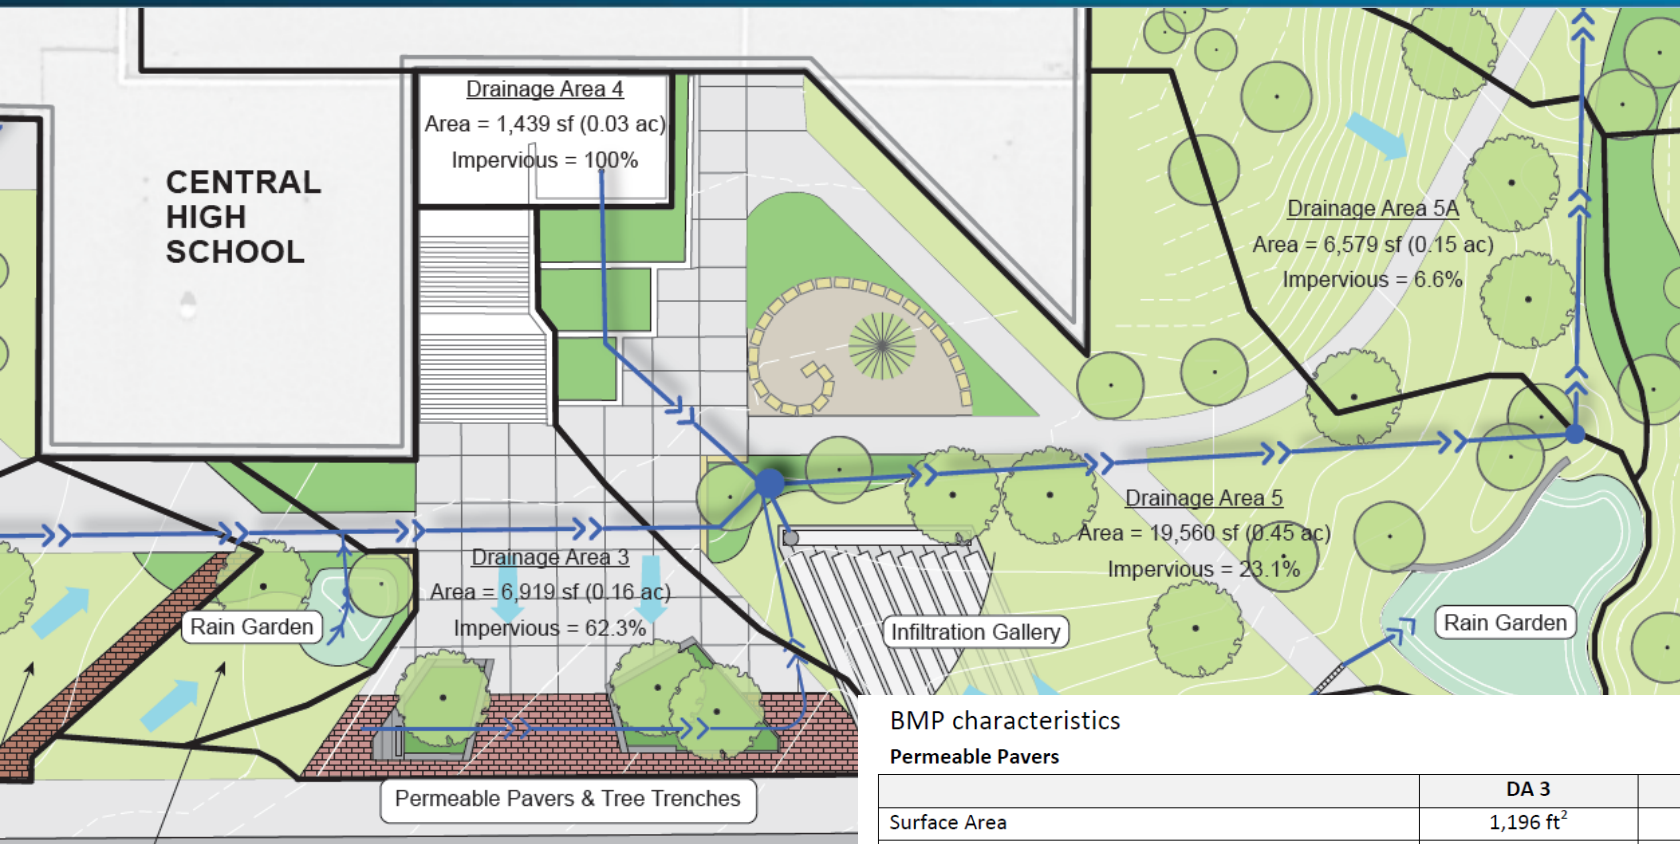 Drainage Area 4
Area = 1,439 sf (0.03 ac)
Impervious = 100%
CENTRAL
HIGH
SCHOOL
Drainage Area 5A
Area = 6,579 sf (0.15 ac)
Impervious = 6.6%
Drainage Area 5
Area = 19,560 sf (0.45 ac)
Impervious = 23.1%
Drainage Area 3
Area = 6,919 sf (0.16 ac)
Impervious = 62.3%
Rain Garden
Infiltration Gallery
Rain Garden
Permeable Pavers & Tree Trenches
BMP characteristics
Permeable Pavers
DA 3
Surface Area 1,196 ft²